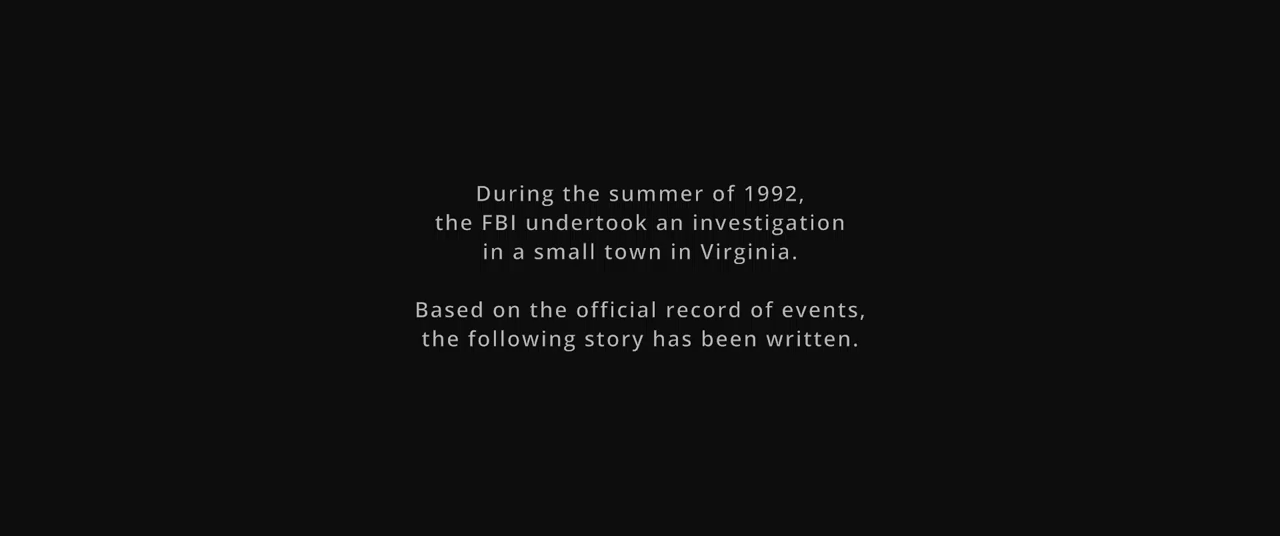 During the summer of 1992,
the FBI undertook an investigation
in a small town in Virginia.
Based on the official record of events,
the following story has been written.